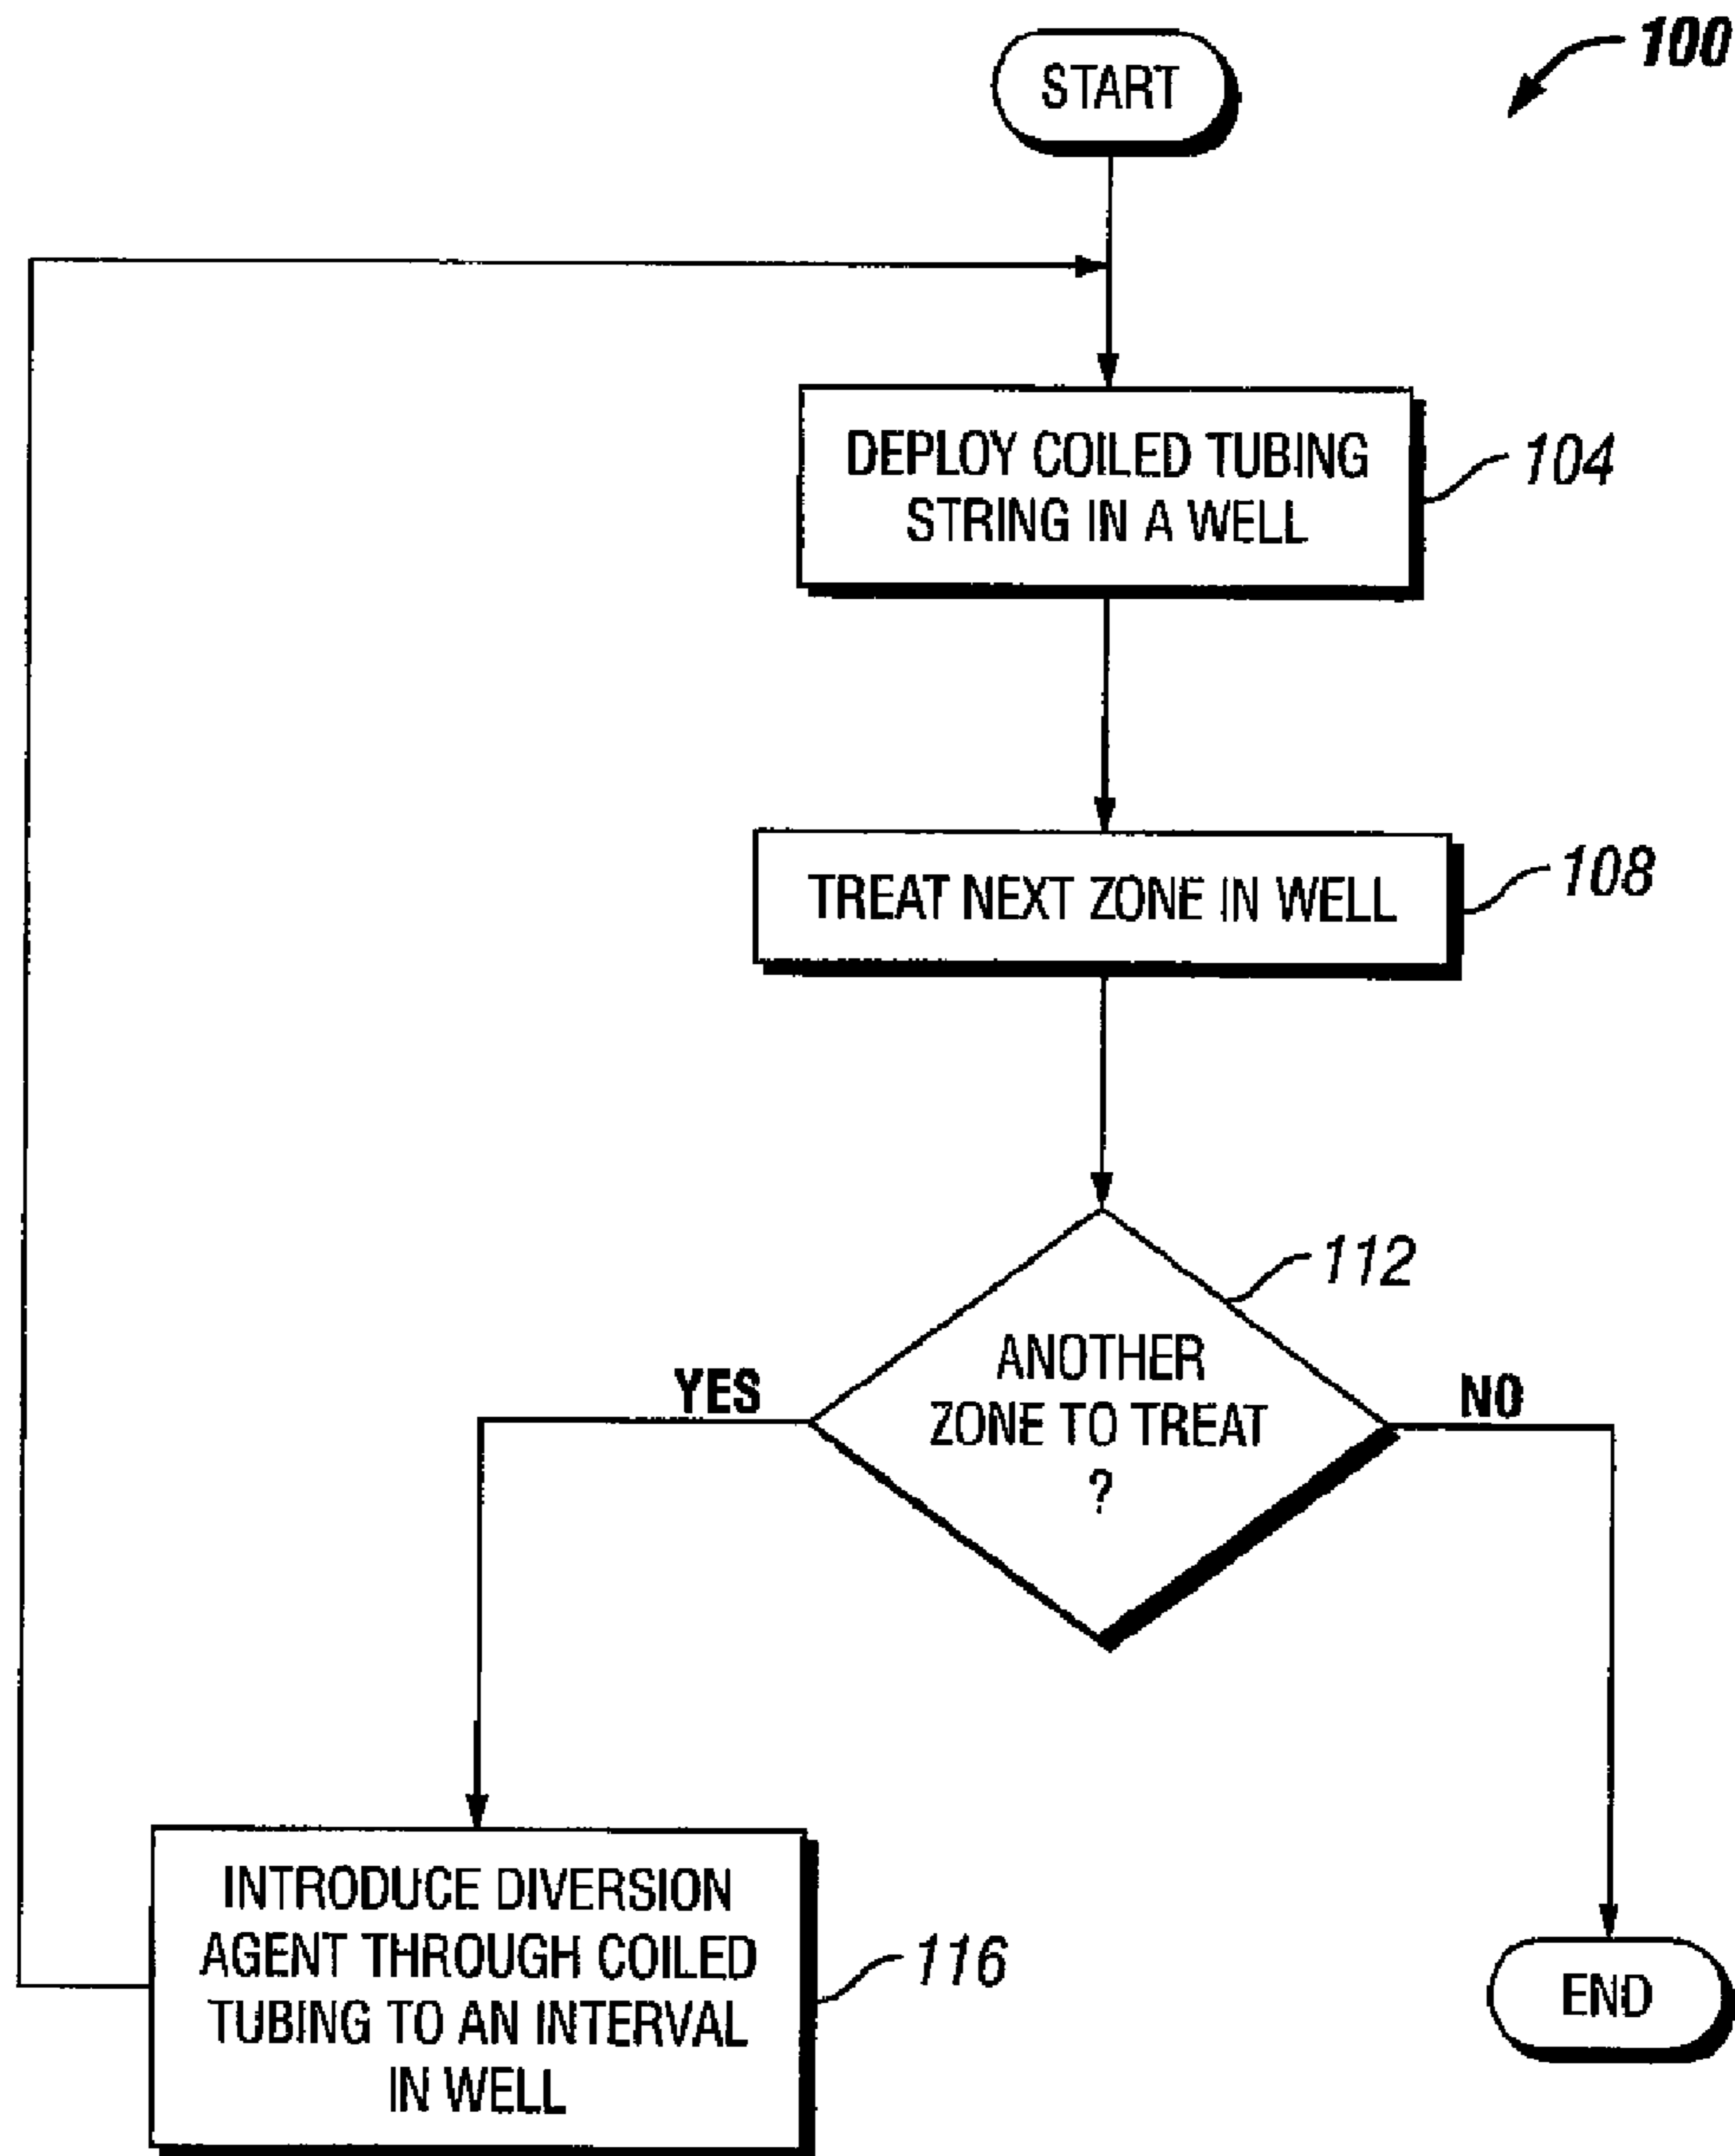 100
START
DEPLOY COILED TUBING
STRING IN A WELL
104
TREAT NEXT ZONE IN WELL
108
112
ANOTHER
ZONE TO TREAT
?
YES
NO
INTRODUCE DIVERSION
AGENT THROUGH COILED
TUBING TO AN INTERVAL
IN WELL
116
END